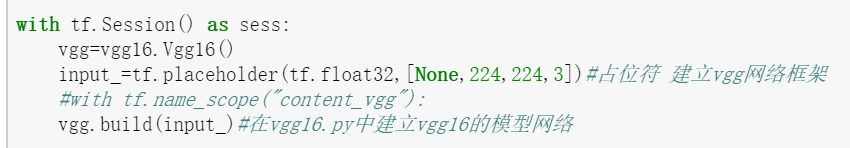 with tf.Session() as sess:
    vgg=vgg16.Vgg16()
    input_=tf.placeholder(tf.float32,[None,224,224,3])#占位符 建立vgg网络框架
    #with tf.name_scope("content_vgg"):
    vgg.build(input_)#在vgg16.py中建立vgg16的模型网络